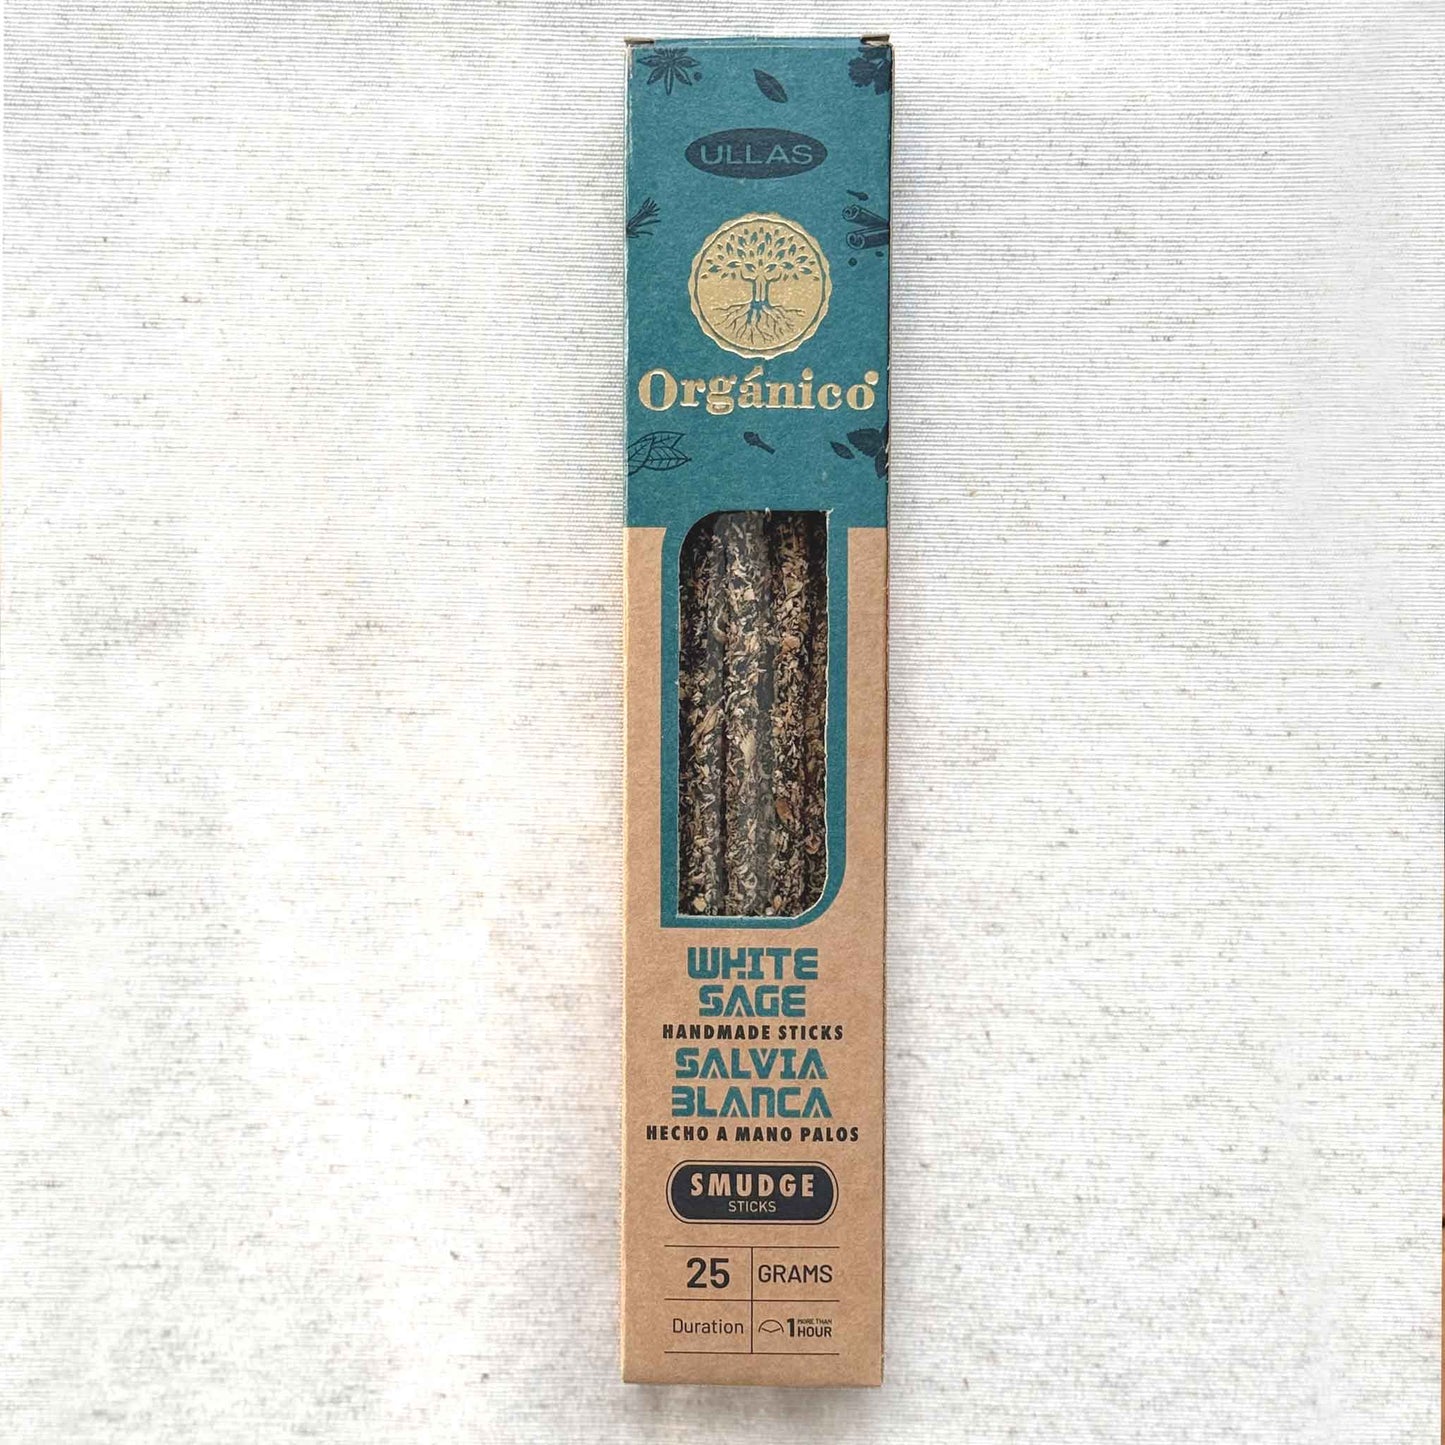 ULLAS
Orgánico
WHITE
SAGE
HANDMADE STICKS
SALVIA
BLANCA
HECHO A MANO PALOS
SMUDGE
STICKS
25 GRAMS
Duration 1 MORE THAN HOUR